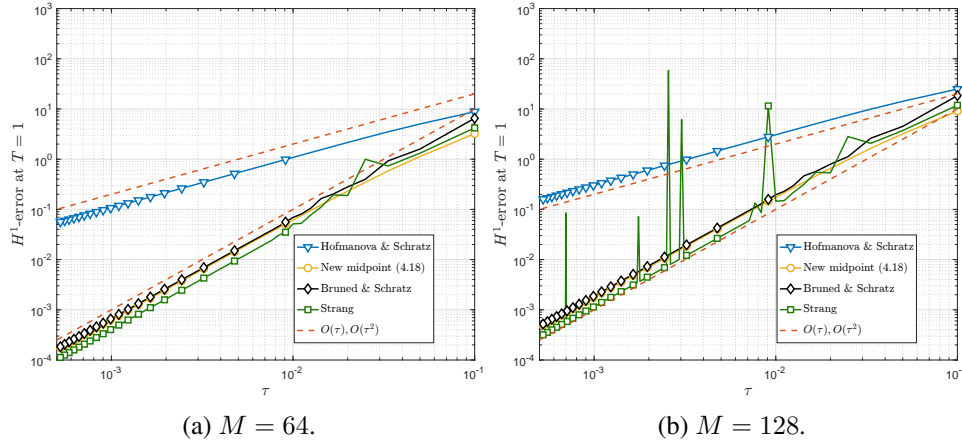 10^3
10^2
10^1
10^0
10^-1
10^-2
10^-3
10^-4
H^1-error at T = 1
Hofmanova & Schratz
New midpoint (4.18)
Bruned & Schratz
Strang
O(τ), O(τ^2)
10^-3
10^-2
10^-1
τ
(a) M = 64.
10^3
10^2
10^1
10^0
10^-1
10^-2
10^-3
10^-4
H^1-error at T = 1
Hofmanova & Schratz
New midpoint (4.18)
Bruned & Schratz
Strang
O(τ), O(τ^2)
10^-3
10^-2
10^-1
τ
(b) M = 128.